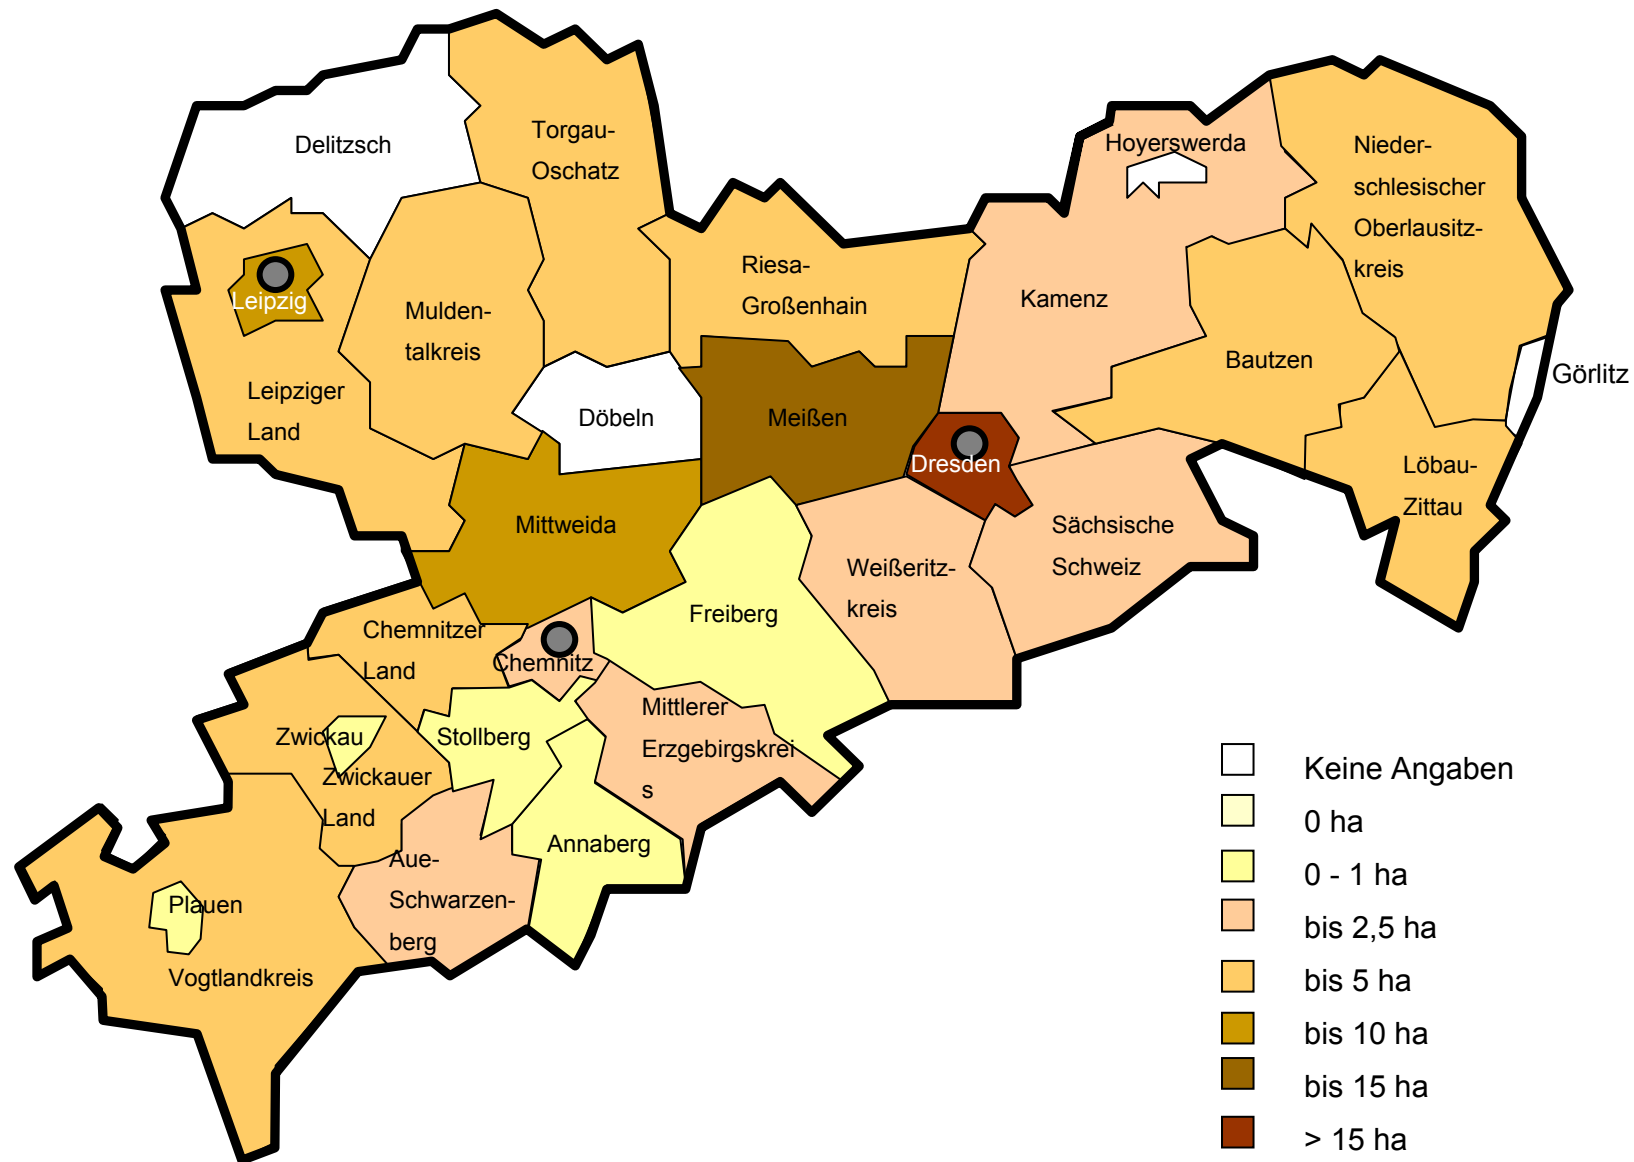 Delitzsch
Torgau-
Oschatz
Hoyerswerda
Nieder-
schlesischer
Oberlausitz-
kreis
Leipzig
Mulden-
talkreis
Riesa-
Großenhain
Kamenz
Bautzen
Görlitz
Leipziger
Land
Döbeln
Meißen
Dresden
Löbau-
Zittau
Mittweida
Sächsische
Schweiz
Weißeritz-
kreis
Freiberg
Chemnitzer
Land
Chemnitz
Mittlerer
Erzgebirgskrei
s
Zwickau
Stollberg
Zwickauer
Land
Annaberg
Aue-
Schwarzen-
berg
Plauen
Vogtlandkreis
Keine Angaben
0 ha
0 - 1 ha
bis 2,5 ha
bis 5 ha
bis 10 ha
bis 15 ha
> 15 ha